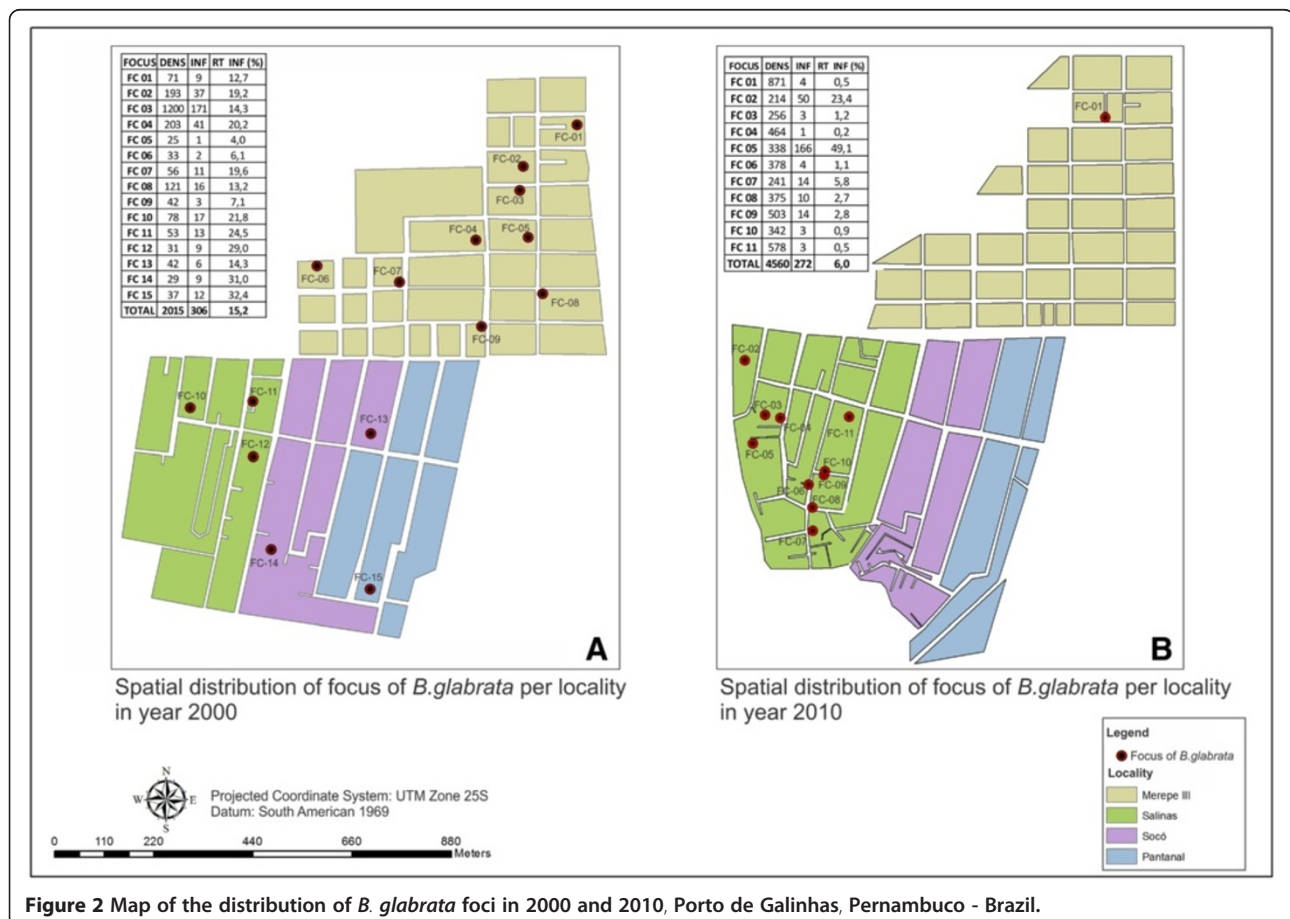 FOCUS DENS INF RT INF (%)
FC 01 71 9 12,7
FC 02 193 37 19,2
FC 03 1200 171 14,3
FC 04 203 41 20,2
FC 05 25 1 4,0
FC 06 33 2 6,1
FC 07 56 11 19,6
FC 08 121 16 13,2
FC 09 42 3 7,1
FC 10 78 17 21,8
FC 11 53 13 24,5
FC 12 31 9 29,0
FC 13 42 6 14,3
FC 14 29 9 31,0
FC 15 37 12 32,4
TOTAL 2015 306 15,2
FC-01
FC-02
FC-03
FC-04
FC-05
FC-06
FC-07
FC-08
FC-09
FC-10
FC-11
FC-12
FC-13
FC-14
FC-15
A
Spatial distribution of focus of B.glabrata per locality
in year 2000
FOCUS DENS INF RT INF (%)
FC 01 871 4 0,5
FC 02 214 50 23,4
FC 03 256 3 1,2
FC 04 464 1 0,2
FC 05 338 166 49,1
FC 06 378 4 1,1
FC 07 241 14 5,8
FC 08 375 10 2,7
FC 09 503 14 2,8
FC 10 342 3 0,9
FC 11 578 3 0,5
TOTAL 4560 272 6,0
FC-01
FC-02
FC-03
FC-04
FC-11
FC-05
FC-10
FC-09
FC-06
FC-08
FC-07
B
Spatial distribution of focus of B.glabrata per locality
in year 2010
Legend
Focus of B.glabrata
Locality
Merepe III
Salinas
Socó
Pantanal
N
W E
S
Projected Coordinate System: UTM Zone 25S
Datum: South American 1969
0 110 220 440 660 880
Meters
Figure 2 Map of the distribution of B. glabrata foci in 2000 and 2010, Porto de Galinhas, Pernambuco - Brazil.